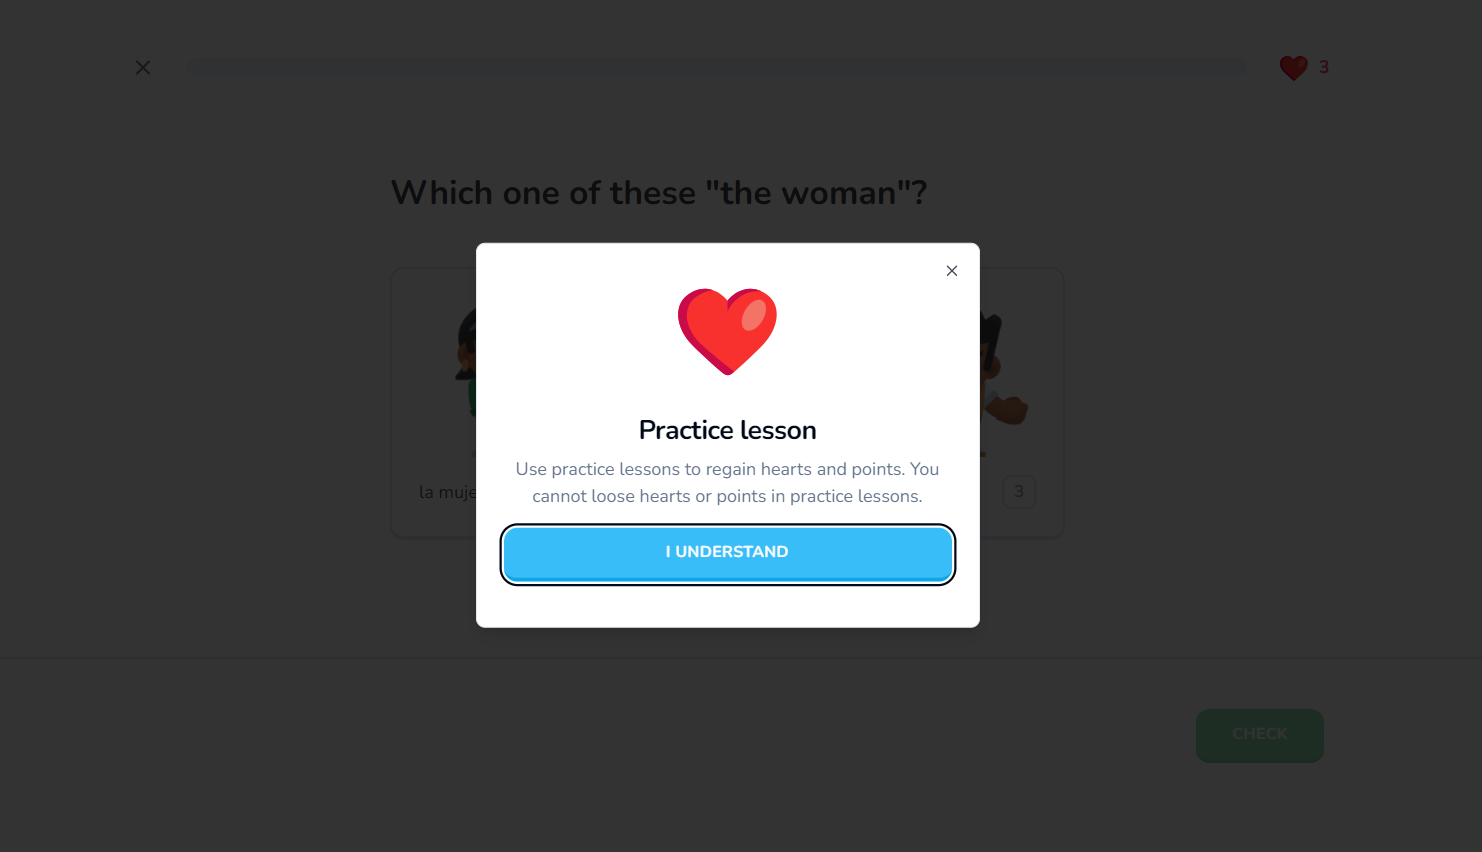 3
Which one of these "the woman"?
Practice lesson
Use practice lessons to regain hearts and points. You
cannot loose hearts or points in practice lessons.
la muje
3
I UNDERSTAND
CHECK